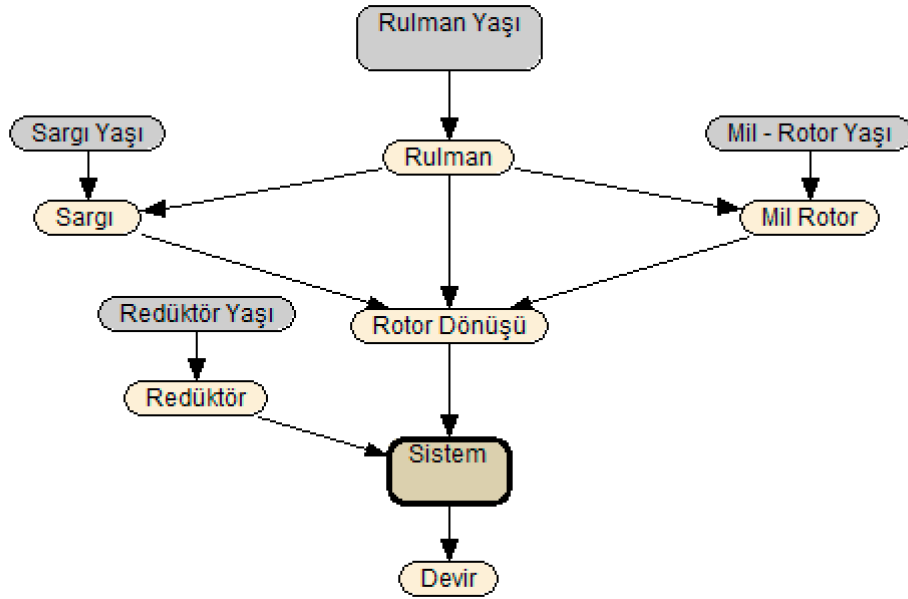 Rulman Yaşı
Sargı Yaşı
Mil - Rotor Yaşı
Rulman
Sargı
Mil Rotor
Redüktör Yaşı
Rotor Dönüşü
Redüktör
Sistem
Devir